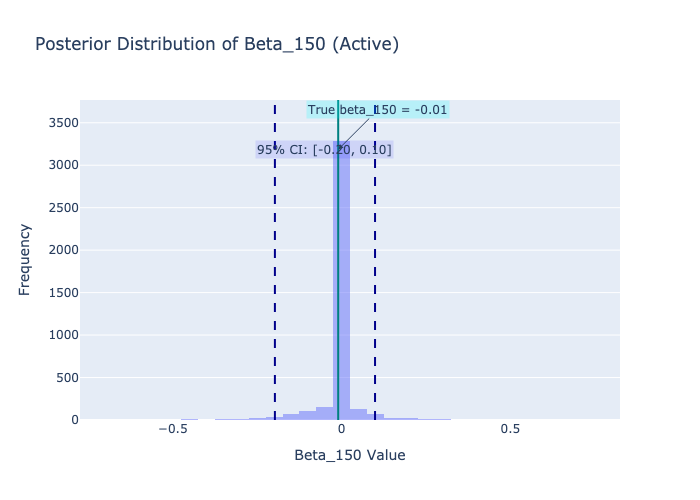 Posterior Distribution of Beta_150 (Active)
True beta_150 = -0.01
95% CI: [-0.20, 0.10]
3500
3000
2500
2000
1500
1000
500
0
Frequency
−0.5
0
0.5
Beta_150 Value